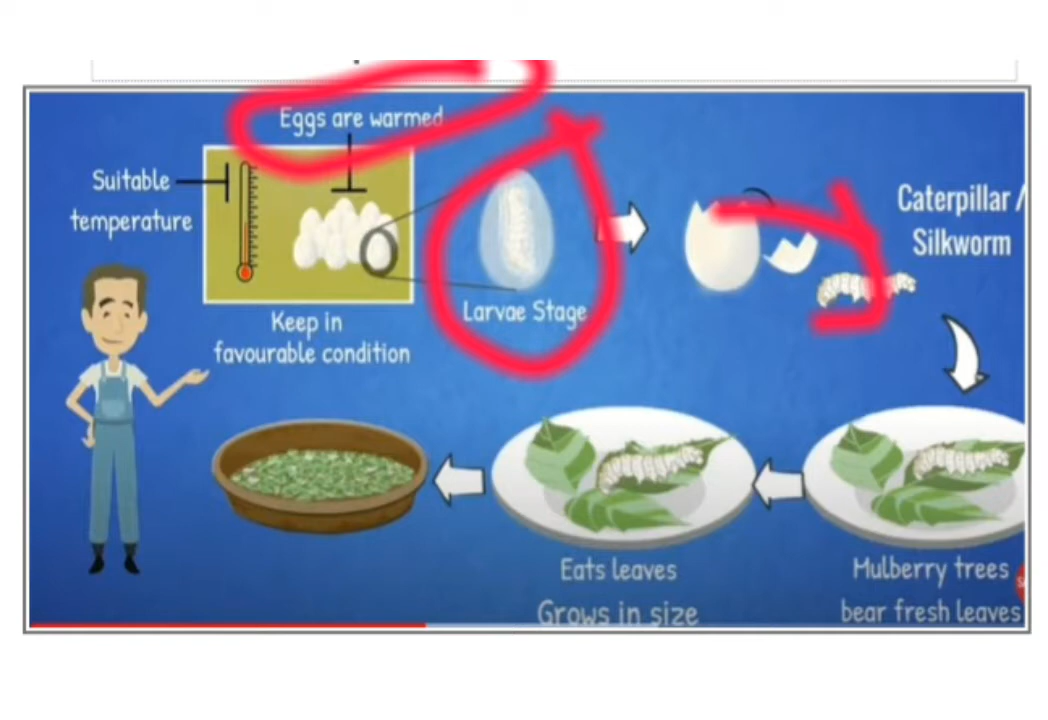 Eggs are warmed
Suitable
temperature
Caterpillar /
Silkworm
Larvae Stage
Keep in
favourable condition
Eats leaves
Grows in size
Mulberry trees
bear fresh leaves